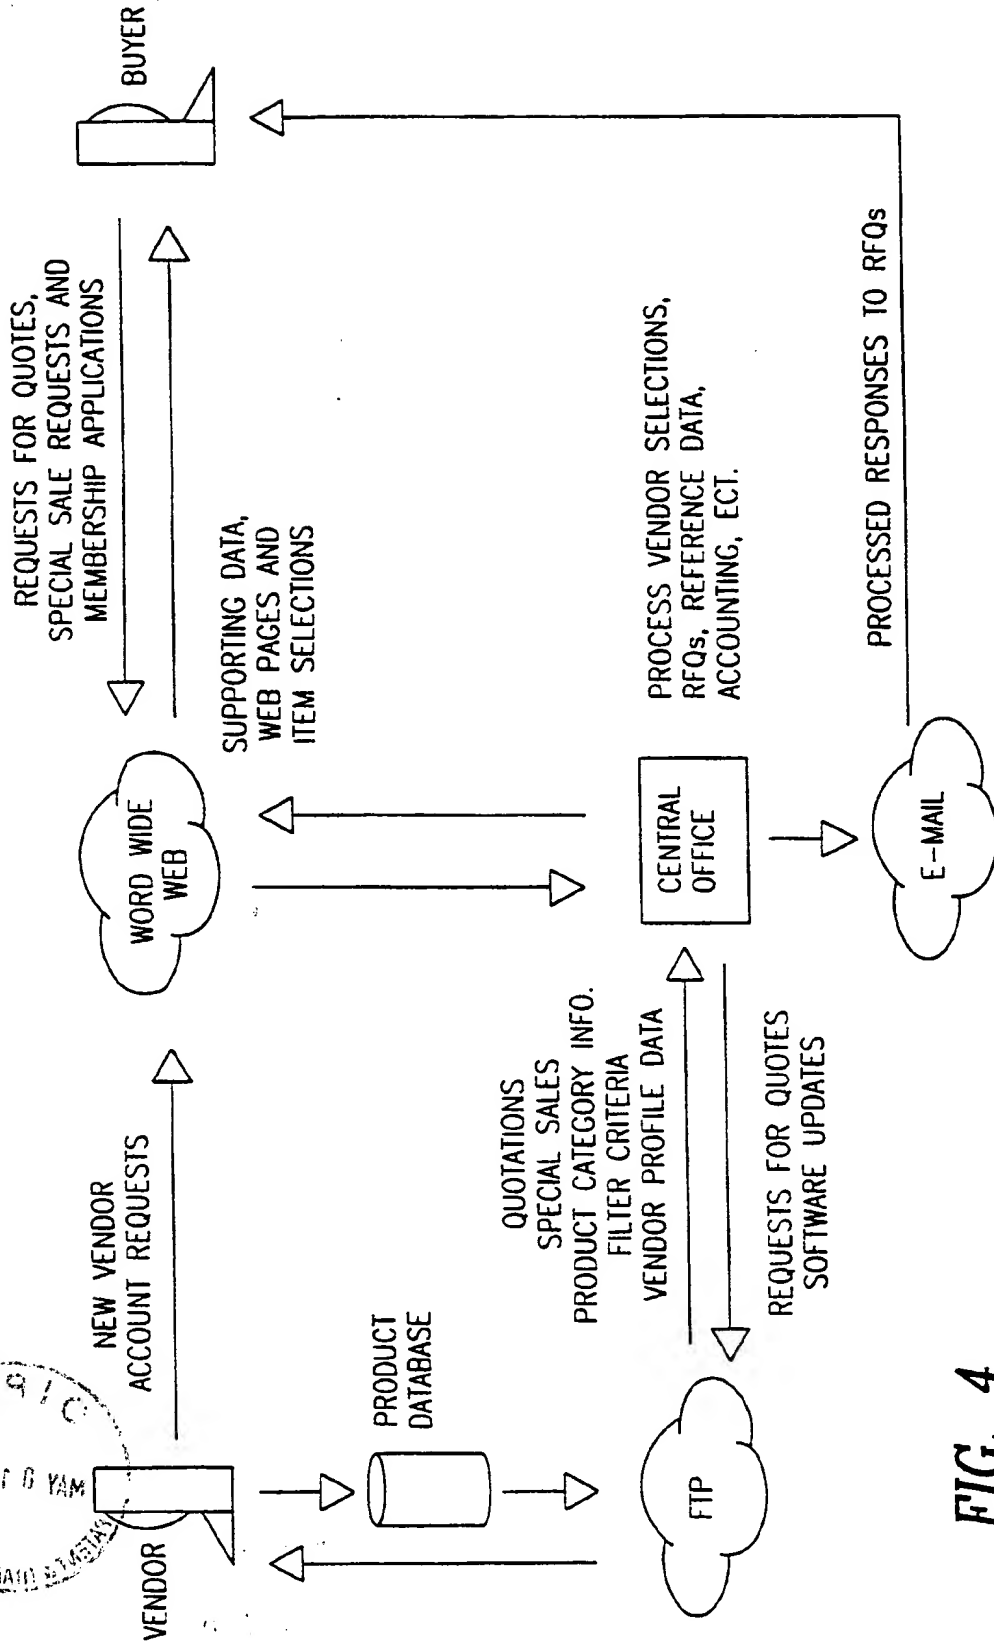 VENDOR
NEW VENDOR
ACCOUNT REQUESTS
WORD WIDE
WEB
REQUESTS FOR QUOTES,
SPECIAL SALE REQUESTS AND
MEMBERSHIP APPLICATIONS
BUYER
SUPPORTING DATA,
WEB PAGES AND
ITEM SELECTIONS
PRODUCT
DATABASE
QUOTATIONS
SPECIAL SALES
PRODUCT CATEGORY INFO.
FILTER CRITERIA
VENDOR PROFILE DATA
CENTRAL
OFFICE
PROCESS VENDOR SELECTIONS,
RFQs, REFERENCE DATA,
ACCOUNTING, ECT.
FTP
REQUESTS FOR QUOTES
SOFTWARE UPDATES
E-MAIL
PROCESSED RESPONSES TO RFQs
FIG. 4
MAY